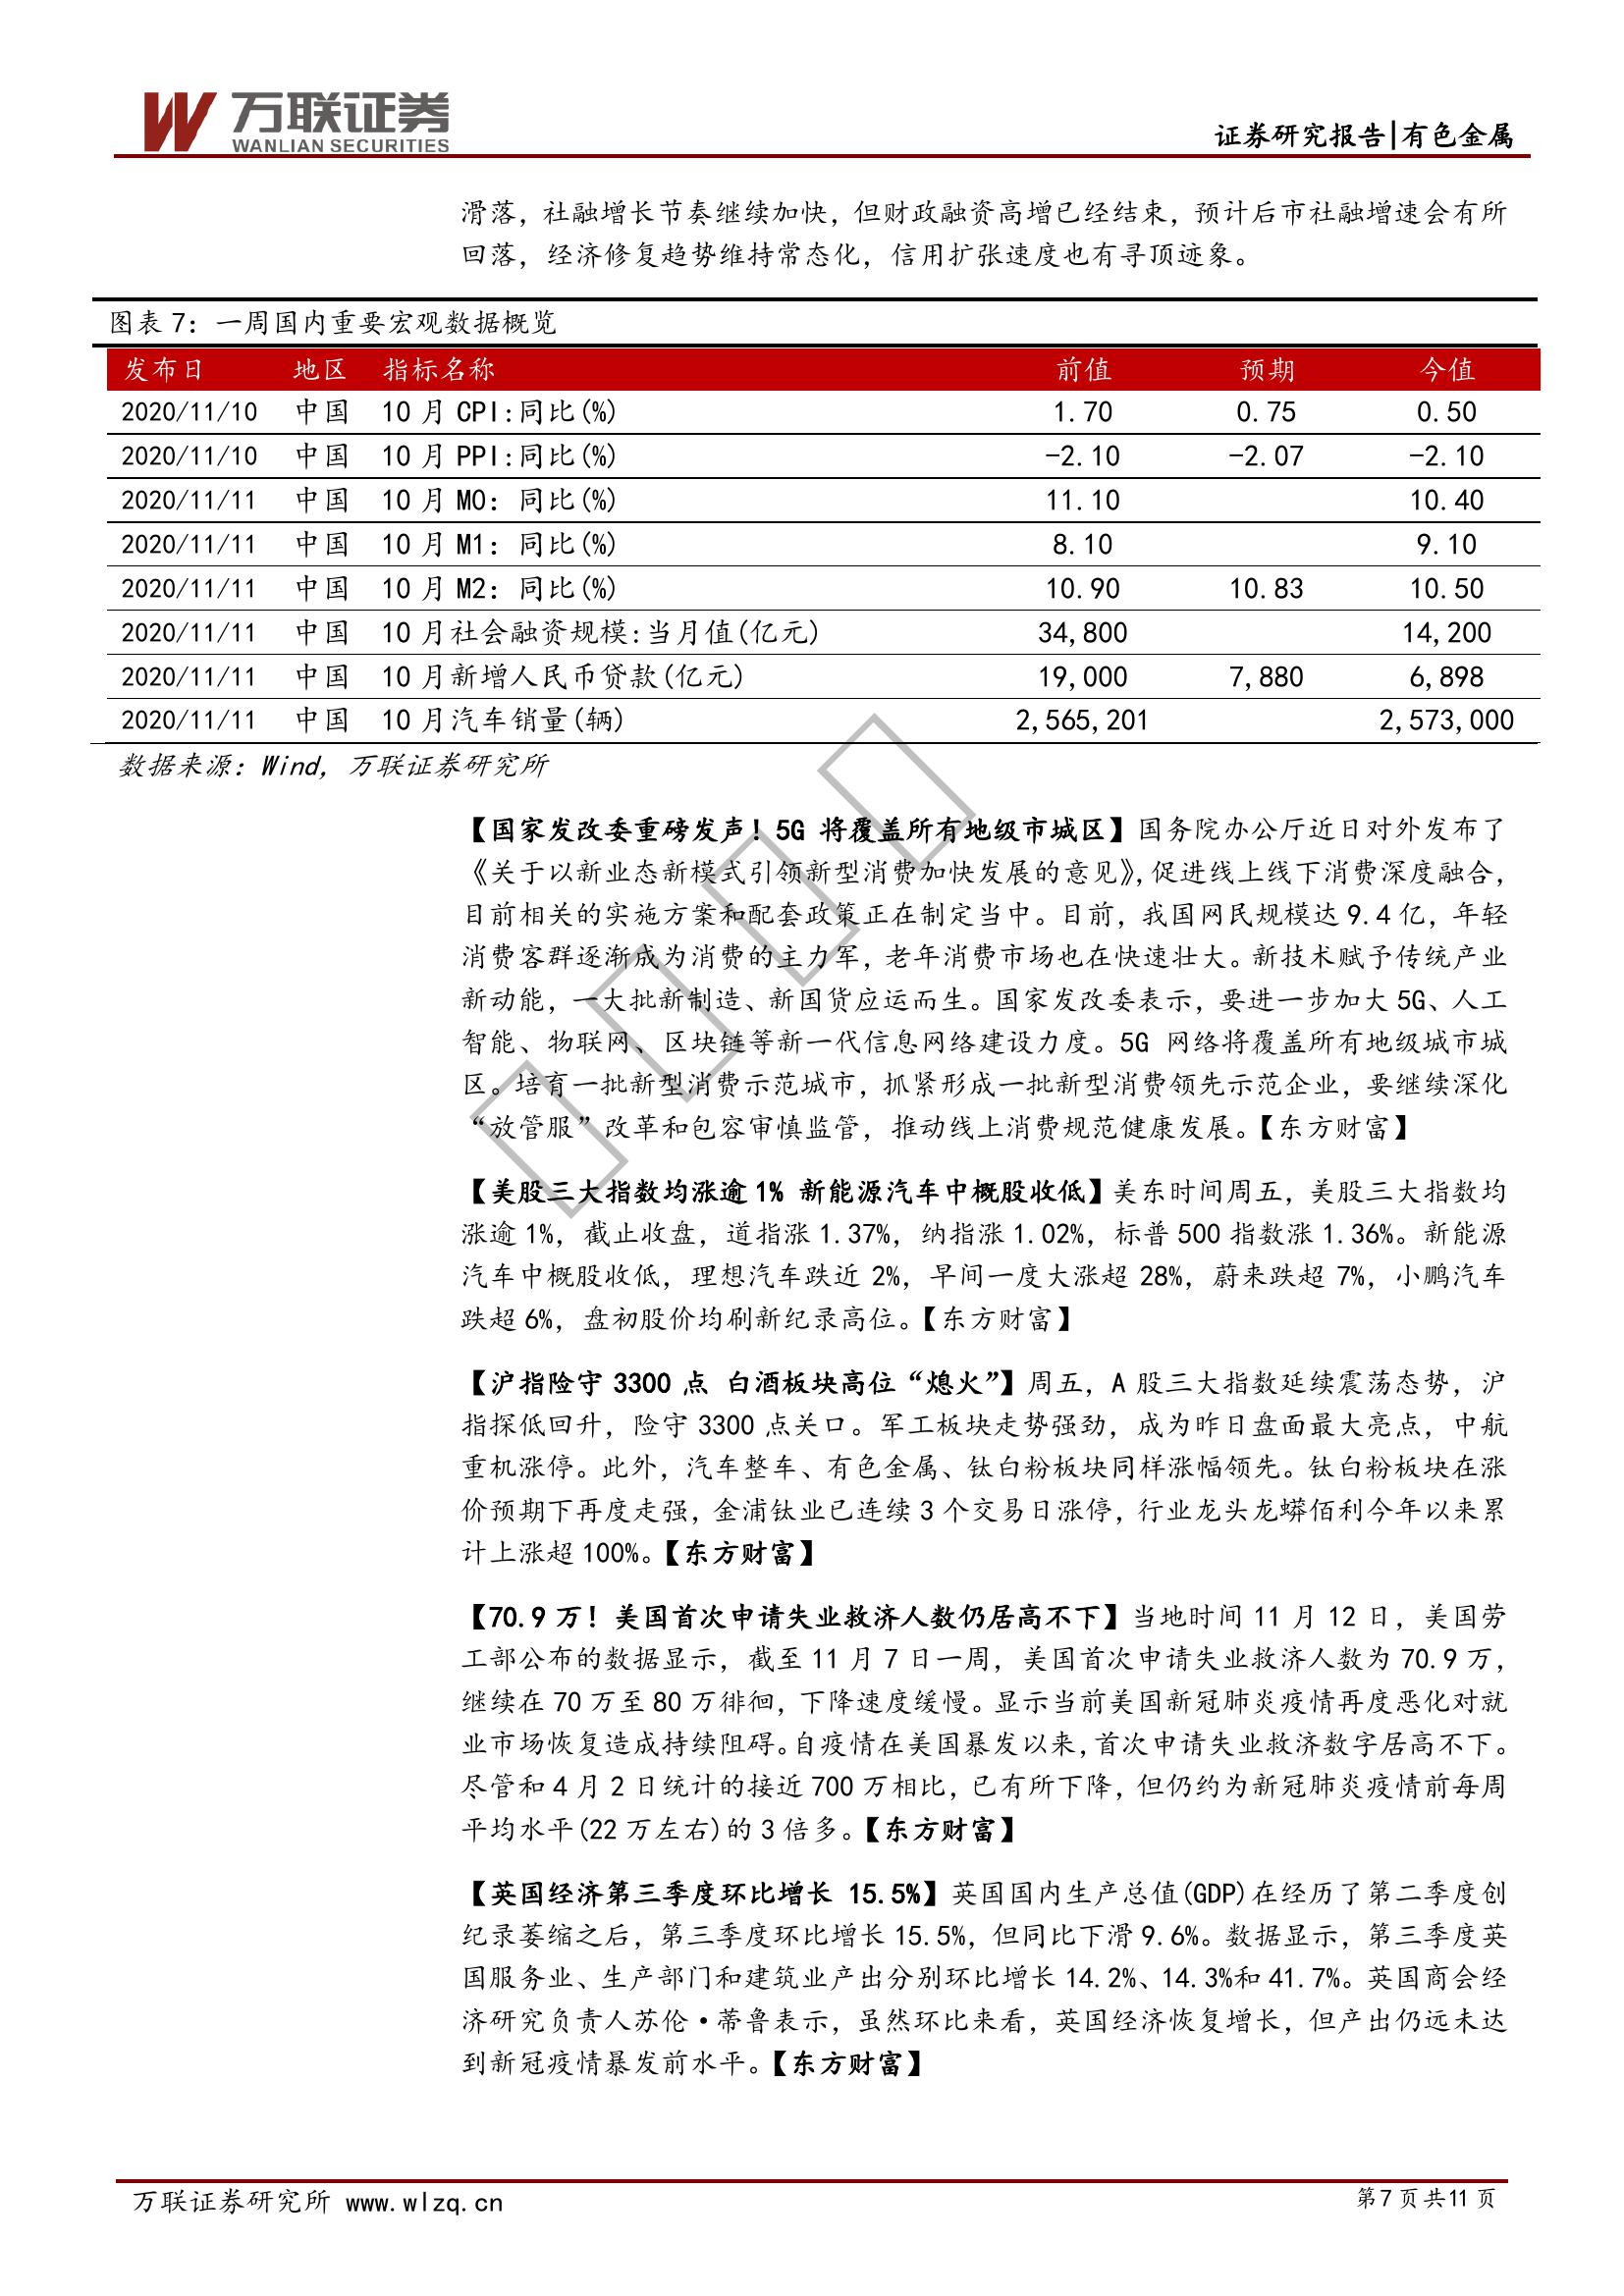 万联证券
WANLIAN SECURITIES
证券研究报告|有色金属
滑落，社融增长节奏继续加快，但财政融资高增已经结束，预计后市社融增速会有所
回落，经济修复趋势维持常态化，信用扩张速度也有寻顶迹象。
图表 7：一周国内重要宏观数据概览
发布日 地区 指标名称 前值 预期 今值
2020/11/10 中国 10 月 CPI:同比(%) 1.70 0.75 0.50
2020/11/10 中国 10 月 PPI:同比(%) -2.10 -2.07 -2.10
2020/11/11 中国 10 月 M0：同比(%) 11.10 10.40
2020/11/11 中国 10 月 M1：同比(%) 8.10 9.10
2020/11/11 中国 10 月 M2：同比(%) 10.90 10.83 10.50
2020/11/11 中国 10 月社会融资规模:当月值(亿元) 34,800 14,200
2020/11/11 中国 10 月新增人民币贷款(亿元) 19,000 7,880 6,898
2020/11/11 中国 10 月汽车销量(辆) 2,565,201 2,573,000
数据来源：Wind，万联证券研究所
【国家发改委重磅发声！5G 将覆盖所有地级市城区】国务院办公厅近日对外发布了
《关于以新业态新模式引领新型消费加快发展的意见》，促进线上线下消费深度融合，
目前相关的实施方案和配套政策正在制定当中。目前，我国网民规模达 9.4 亿，年轻
消费客群逐渐成为消费的主力军，老年消费市场也在快速壮大。新技术赋予传统产业
新动能，一大批新制造、新国货应运而生。国家发改委表示，要进一步加大 5G、人工
智能、物联网、区块链等新一代信息网络建设力度。5G 网络将覆盖所有地级城市城
区。培育一批新型消费示范城市，抓紧形成一批新型消费领先示范企业，要继续深化
“放管服”改革和包容审慎监管，推动线上消费规范健康发展。【东方财富】
【美股三大指数均涨逾 1% 新能源汽车中概股收低】美东时间周五，美股三大指数均
涨逾 1%，截止收盘，道指涨 1.37%，纳指涨 1.02%，标普 500 指数涨 1.36%。新能源
汽车中概股收低，理想汽车跌近 2%，早间一度大涨超 28%，蔚来跌超 7%，小鹏汽车
跌超 6%，盘初股价均刷新纪录高位。【东方财富】
【沪指险守 3300 点 白酒板块高位“熄火”】周五，A 股三大指数延续震荡态势，沪
指探低回升，险守 3300 点关口。军工板块走势强劲，成为昨日盘面最大亮点，中航
重机涨停。此外，汽车整车、有色金属、钛白粉板块同样涨幅领先。钛白粉板块在涨
价预期下再度走强，金浦钛业已连续 3 个交易日涨停，行业龙头龙蟒佰利今年以来累
计上涨超 100%。【东方财富】
【70.9 万！美国首次申请失业救济人数仍居高不下】当地时间 11 月 12 日，美国劳
工部公布的数据显示，截至 11 月 7 日一周，美国首次申请失业救济人数为 70.9 万，
继续在 70 万至 80 万徘徊，下降速度缓慢。显示当前美国新冠肺炎疫情再度恶化对就
业市场恢复造成持续阻碍。自疫情在美国暴发以来，首次申请失业救济数字居高不下。
尽管和 4 月 2 日统计的接近 700 万相比，已有所下降，但仍约为新冠肺炎疫情前每周
平均水平(22 万左右)的 3 倍多。【东方财富】
【英国经济第三季度环比增长 15.5%】英国国内生产总值(GDP)在经历了第二季度创
纪录萎缩之后，第三季度环比增长 15.5%，但同比下滑 9.6%。数据显示，第三季度英
国服务业、生产部门和建筑业产出分别环比增长 14.2%、14.3%和 41.7%。英国商会经
济研究负责人苏伦·蒂鲁表示，虽然环比来看，英国经济恢复增长，但产出仍远未达
到新冠疫情暴发前水平。【东方财富】
万联证券研究所 www.wlzq.cn
第 7 页 共 11 页